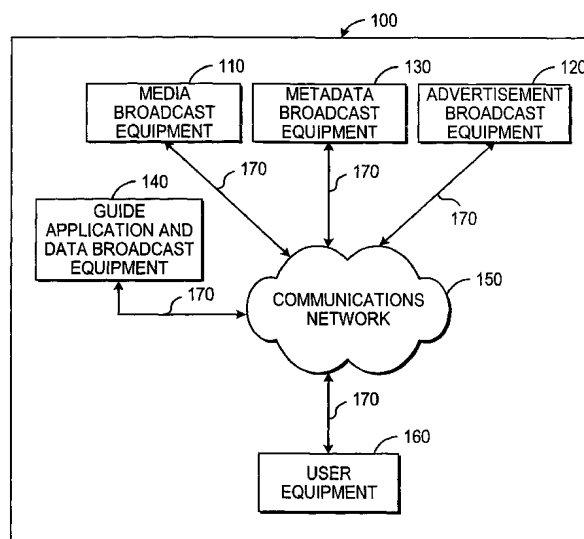 100
110
MEDIA
BROADCAST
EQUIPMENT
130
METADATA
BROADCAST
EQUIPMENT
120
ADVERTISEMENT
BROADCAST
EQUIPMENT
140
GUIDE
APPLICATION AND
DATA BROADCAST
EQUIPMENT
170
170
170
170
COMMUNICATIONS
NETWORK
150
170
160
USER
EQUIPMENT